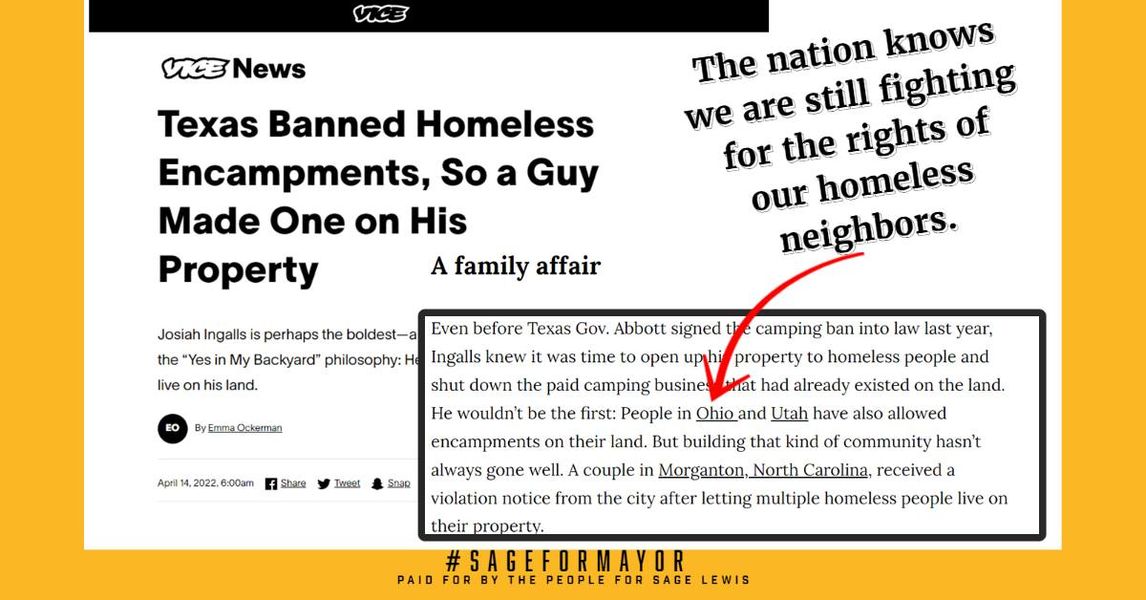 VICE
VICE News
Texas Banned Homeless
Encampments, So a Guy
Made One on His
Property
Josiah Ingalls is perhaps the boldest—a
the “Yes in My Backyard” philosophy: He
live on his land.
EO
By Emma Ockerman
April 14, 2022, 6:00am Share Tweet Snap
The nation knows
we are still fighting
for the rights of
our homeless
neighbors.
A family affair
Even before Texas Gov. Abbott signed the camping ban into law last year,
Ingalls knew it was time to open up his property to homeless people and
shut down the paid camping business that had already existed on the land.
He wouldn’t be the first: People in Ohio and Utah have also allowed
encampments on their land. But building that kind of community hasn’t
always gone well. A couple in Morganton, North Carolina, received a
violation notice from the city after letting multiple homeless people live on
their property.
#SAGEFORMAYOR
PAID FOR BY THE PEOPLE FOR SAGE LEWIS